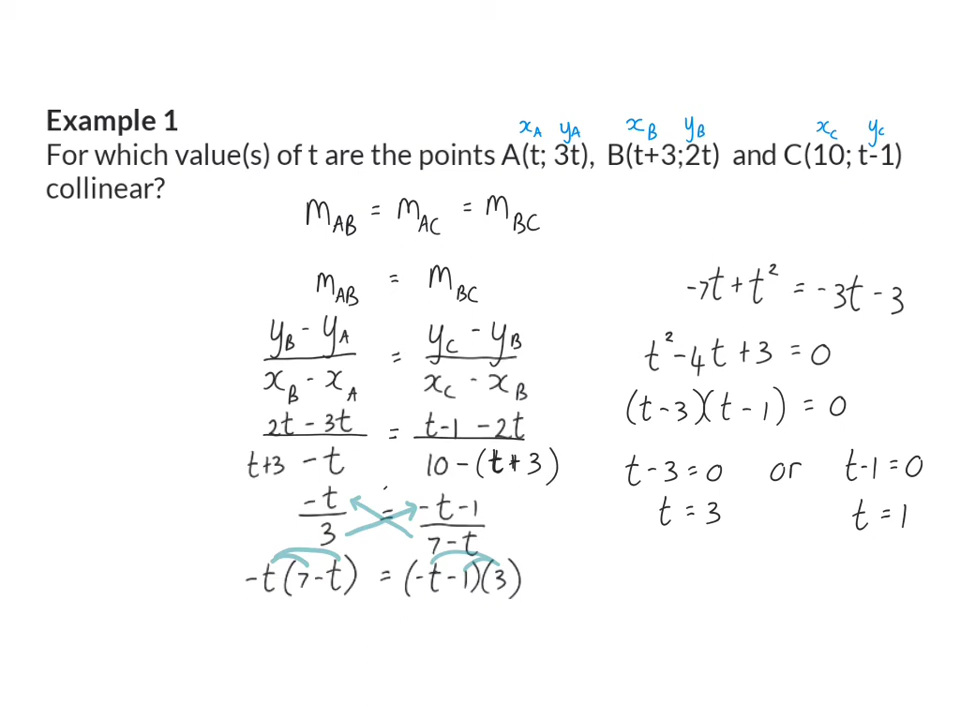 Example 1
x_A y_A x_B y_B x_C y_C
For which value(s) of t are the points A(t; 3t), B(t+3;2t) and C(10; t-1)
collinear?
m_AB = m_AC = m_BC
m_AB = m_BC
(y_B - y_A)/(x_B - x_A) = (y_C - y_B)/(x_C - x_B)
(2t - 3t)/(t+3 - t) = (t-1 - 2t)/(10 - (t+3))
-t/3 = (-t-1)/(7-t)
-t(7-t) = (-t-1)(3)
-7t + t² = -3t - 3
t² - 4t + 3 = 0
(t-3)(t-1) = 0
t-3=0 or t-1=0
t = 3 t = 1